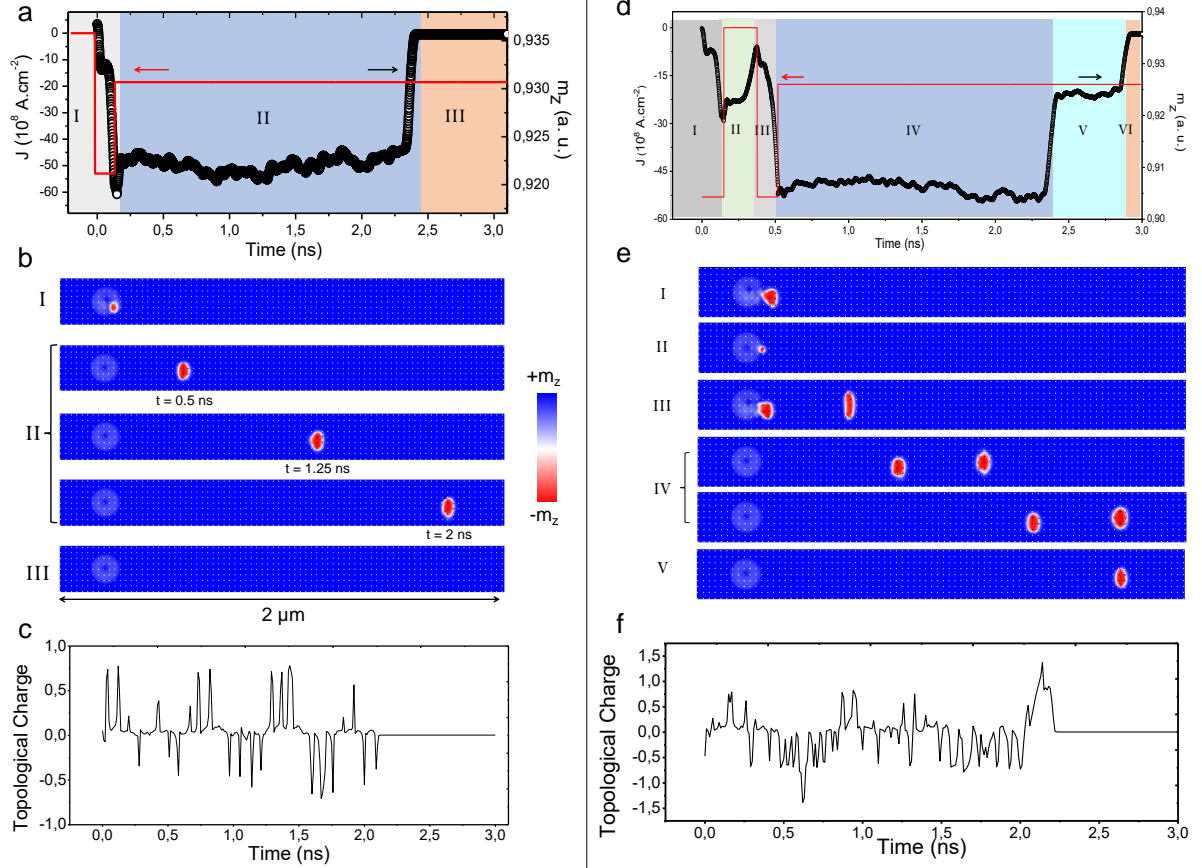 a
J (10⁸ A.cm⁻²)
0
-10
-20
-30
-40
-50
-60
I
II
III
0,935
0,930
0,925
0,920
m_z (a. u.)
0,0 0,5 1,0 1,5 2,0 2,5 3,0
Time (ns)
b
I
II
t = 0.5 ns
t = 1.25 ns
t = 2 ns
III
2 µm
+m_z
-m_z
c
Topological Charge
1,0
0,5
0,0
-0,5
-1,0
0,0 0,5 1,0 1,5 2,0 2,5 3,0
Time (ns)
d
J (10⁸ A.cm⁻²)
0
-15
-30
-45
-60
I
II
III
IV
V
VI
0,94
0,93
0,92
0,91
0,90
m_z (a. u.)
0,0 0,5 1,0 1,5 2,0 2,5 3,0
Time (ns)
e
I
II
III
IV
V
f
Topological Charge
1,5
1,0
0,5
0,0
-0,5
-1,0
-1,5
0,0 0,5 1,0 1,5 2,0 2,5 3,0
Time (ns)